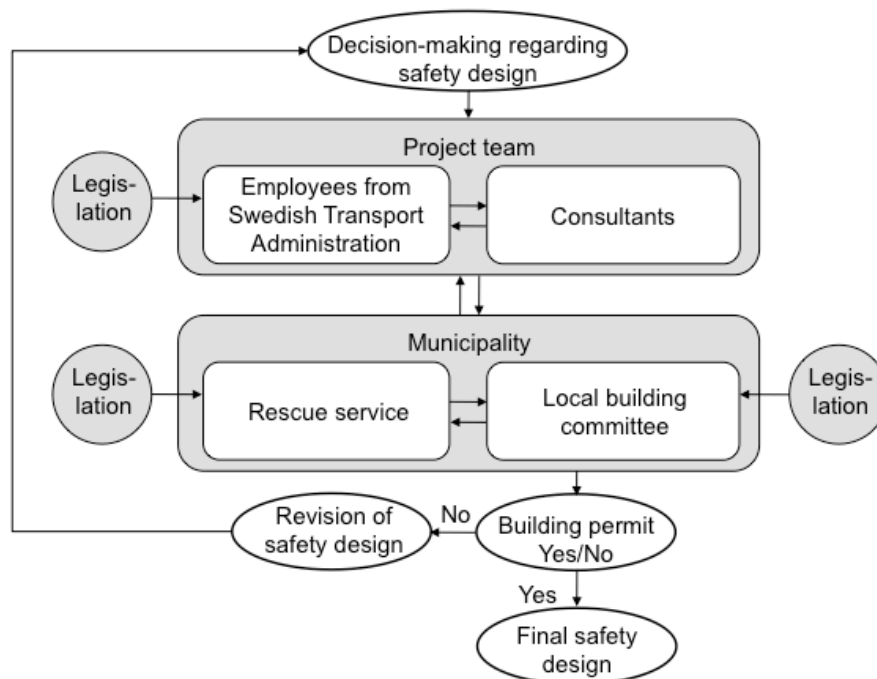 Decision-making regarding
safety design
Project team
Legis-
lation
Employees from
Swedish Transport
Administration
Consultants
Municipality
Legis-
lation
Rescue service
Local building
committee
Legis-
lation
Revision of
safety design
No
Building permit
Yes/No
Yes
Final safety
design